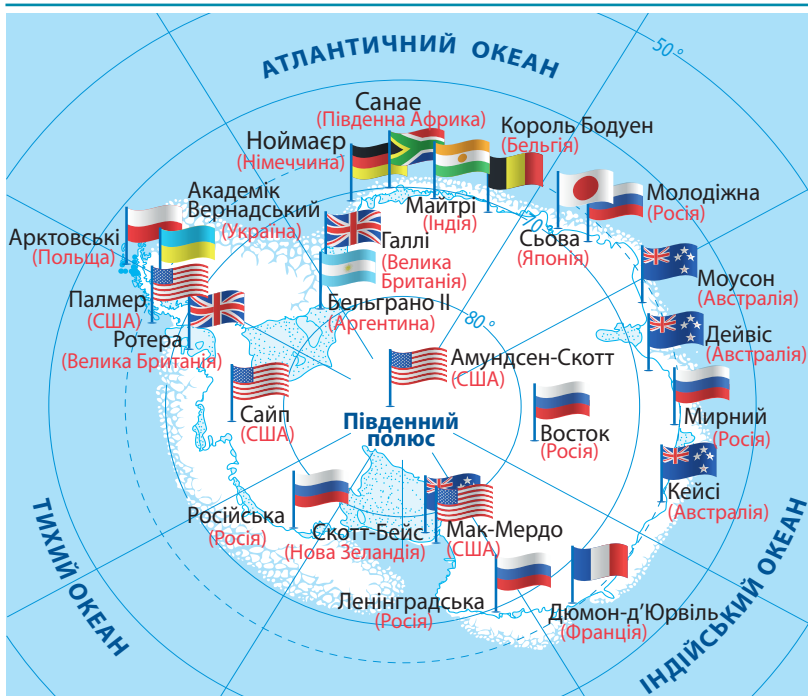 АТЛАНТИЧНИЙ ОКЕАН
50°
Санае
(Південна Африка)
Ноймаєр
(Німеччина)
Король Бодуен
(Бельгія)
Академік
Вернадський
(Україна)
Майтрі
(Індія)
Молодіжна
(Росія)
Арктовські
(Польща)
Галлі
(Велика
Британія)
Сьова
(Японія)
0°
Моусон
(Австралія)
Палмер
(США)
Бельграно II
(Аргентина)
80°
Дейвіс
(Австралія)
Ротера
(Велика Британія)
Амундсен-Скотт
(США)
Сайп
(США)
Південний
полюс
Восток
(Росія)
Мирний
(Росія)
Кейсі
(Австралія)
Російська
(Росія)
Скотт-Бейс
(Нова Зеландія)
Мак-Мердо
(США)
Ленінградська
(Росія)
Дюмон-д’Юрвіль
(Франція)
ТИХИЙ ОКЕАН
ІНДІЙСЬКИЙ ОКЕАН